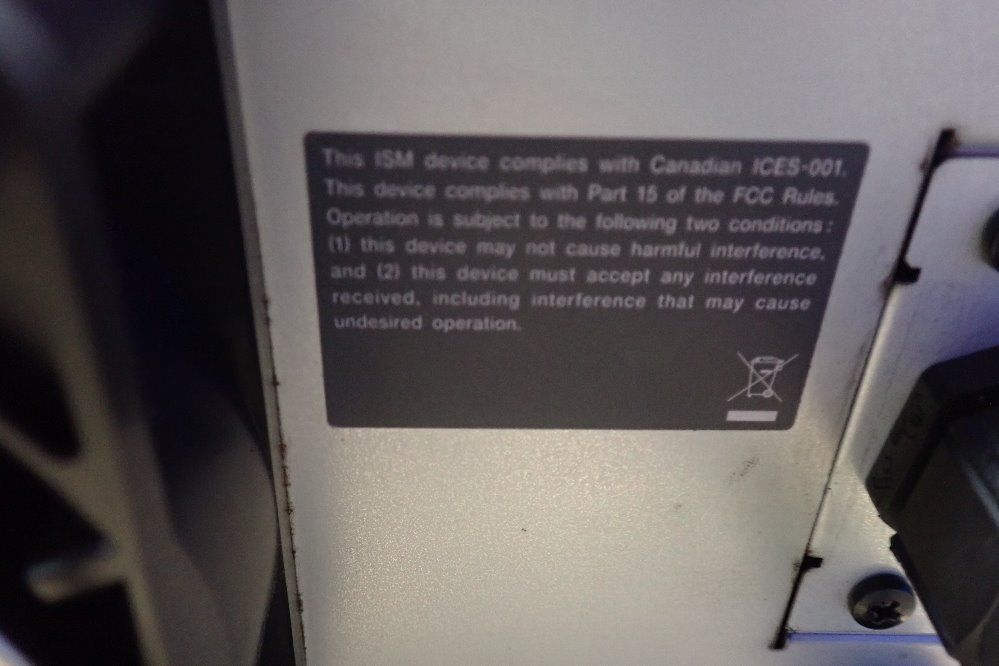 This ISM device complies with Canadian ICES-001.
This device complies with Part 15 of the FCC Rules.
Operation is subject to the following two conditions:
(1) this device may not cause harmful interference,
and (2) this device must accept any interference
received, including interference that may cause
undesired operation.